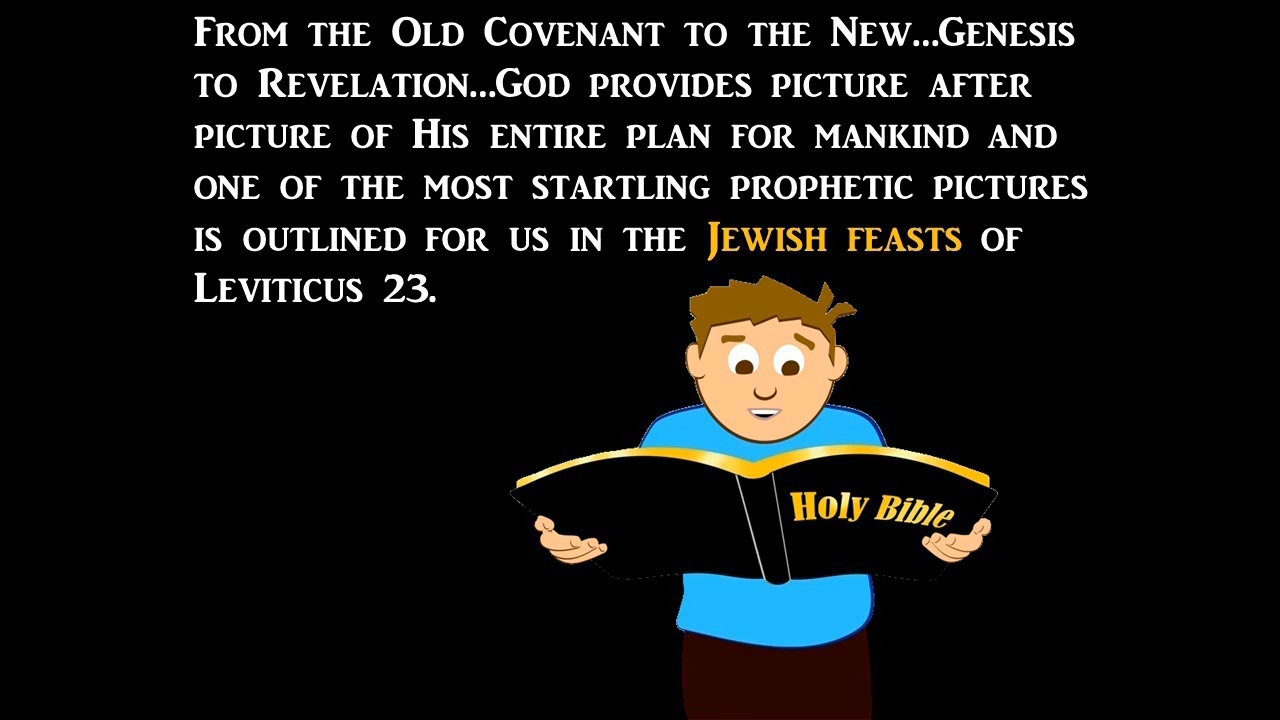 From the Old Covenant to the New...Genesis
to Revelation...God provides picture after
picture of His entire plan for mankind and
one of the most startling prophetic pictures
is outlined for us in the Jewish feasts of
Leviticus 23.
Holy Bible